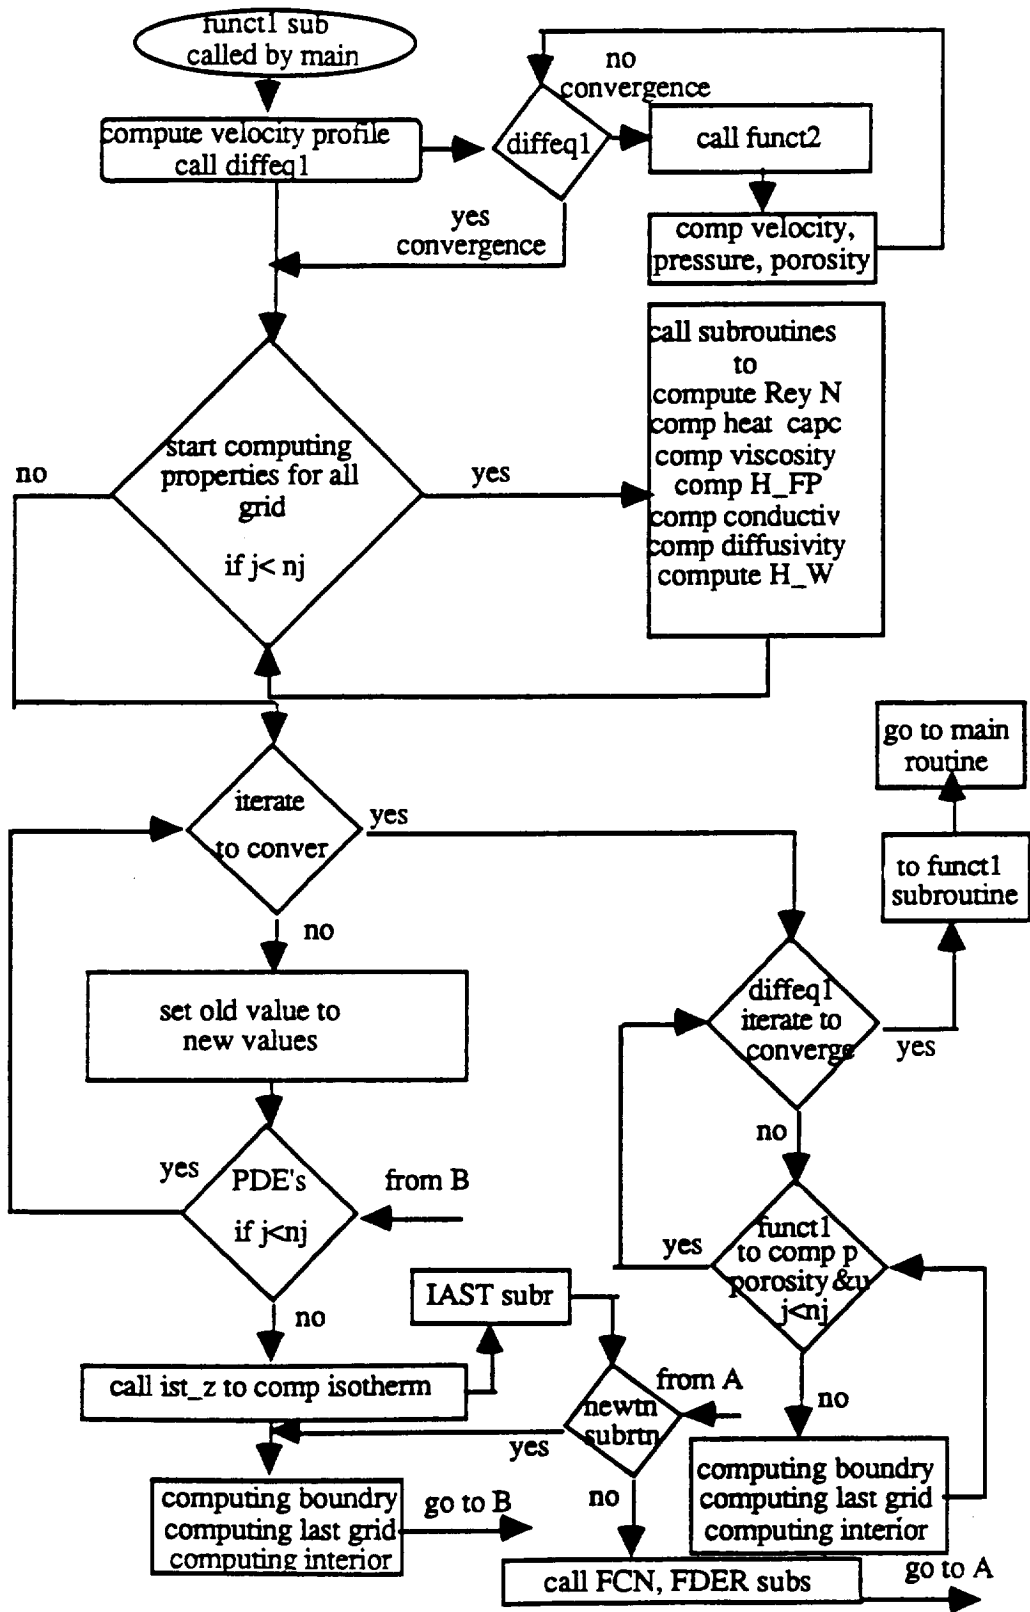 funct1 sub
called by main
no
convergence
compute velocity profile
call diffeq1
diffeq1
call funct2
yes
convergence
comp velocity,
pressure, porosity
call subroutines
to
compute Rey N
comp heat capc
comp viscosity
comp H_FP
comp conductiv
comp diffusivity
compute H_W
start computing
properties for all
grid
if j< nj
no
yes
go to main
routine
iterate
to conver
yes
to funct1
subroutine
no
set old value to
new values
diffeq1
iterate to
converge
yes
no
yes
PDE's
if j<nj
from B
funct1
to comp p
porosity &u
j<nj
yes
IAST subr
no
call ist_z to comp isotherm
from A
newtn
subrtn
no
yes
computing boundry
computing last grid
computing interior
go to B
no
computing boundry
computing last grid
computing interior
call FCN, FDER subs
go to A